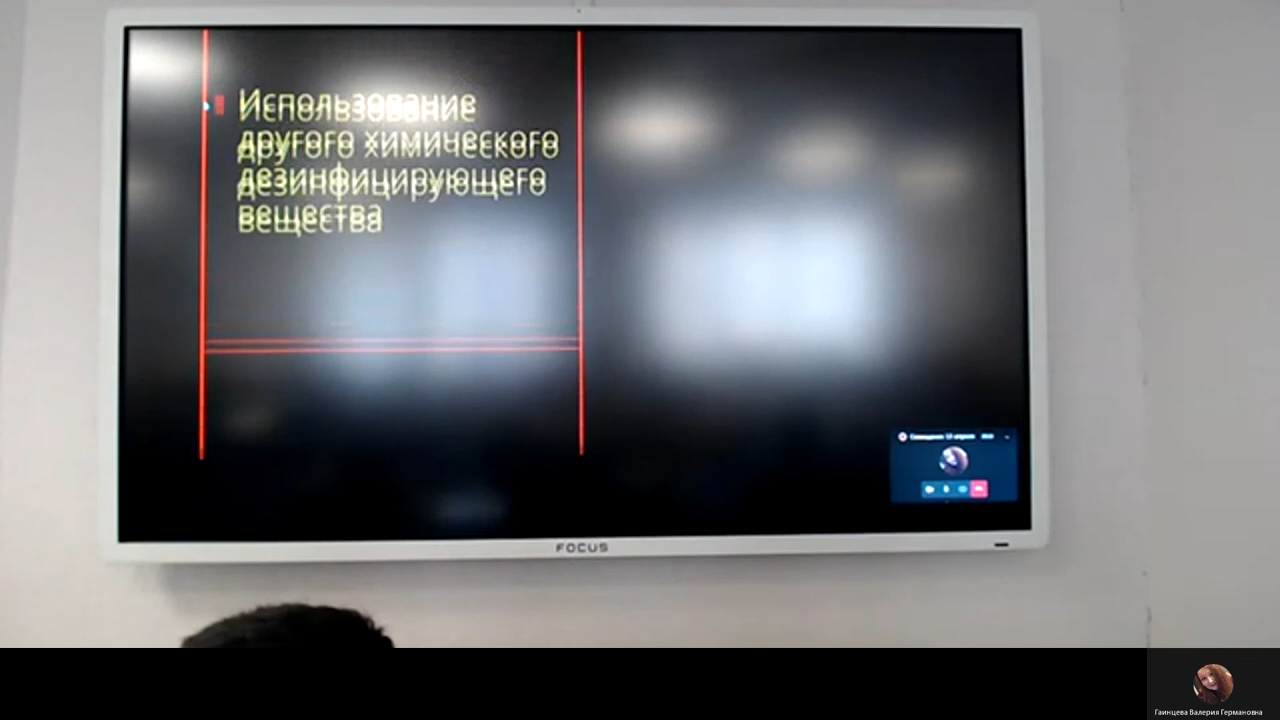 Использование
другого химического
дезинфицирующего
вещества
FOCUS
Гаинцева Валерия Германовна